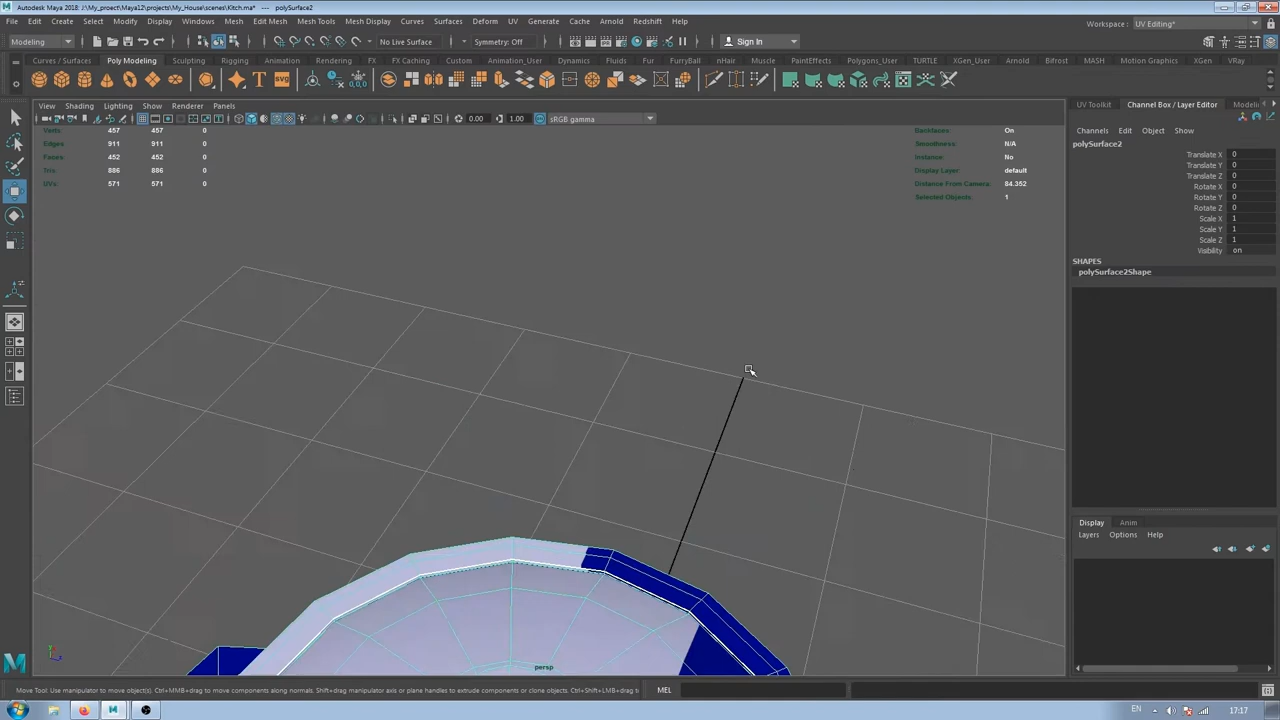 Autodesk Maya 2018: J:\My_proect\Maya12\projects\My_House\scenes\Kitch.ma* --- polySurface2
File Edit Create Select Modify Display Windows Mesh Edit Mesh Mesh Tools Mesh Display Curves Surfaces Deform UV Generate Cache Arnold Redshift Help
Workspace : UV Editing*
Modeling No Live Surface Symmetry: Off Sign In
Curves / Surfaces Poly Modeling Sculpting Rigging Animation Rendering FX FX Caching Custom Animation_User Dynamics Fluids Fur FurryBall nHair Muscle PaintEffects Polygons_User TURTLE XGen_User Arnold Bifrost MASH Motion Graphics XGen VRay
View Shading Lighting Show Renderer Panels
UV Toolkit Channel Box / Layer Editor
0.00 1.00 sRGB gamma
Channels Edit Object Show
Verts: 457 457 0
Edges: 911 911 0
Faces: 452 452 0
Tris: 886 886 0
UVs: 571 571 0
Backfaces: On
Smoothness: N/A
Instance: No
Display Layer: default
Distance From Camera: 84.352
Selected Objects: 1
polySurface2
Translate X 0
Translate Y 0
Translate Z 0
Rotate X 0
Rotate Y 0
Rotate Z 0
Scale X 1
Scale Y 1
Scale Z 1
Visibility on
SHAPES
polySurface2Shape
Display Anim
Layers Options Help
persp
Move Tool: Use manipulator to move object(s). Ctrl+MMB+drag to move components along normals. Shift+drag manipulator axis or plane handles to extrude components or clone objects. Ctrl+Shift+LMB+drag to
MEL
EN 17:17